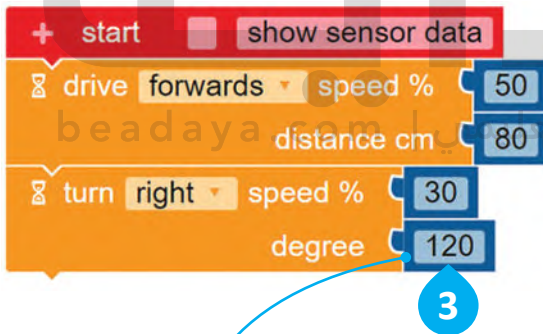 + start show sensor data
drive forwards speed % 50
beadaya.com |
distance cm 80
turn right speed % 30
degree 120
3